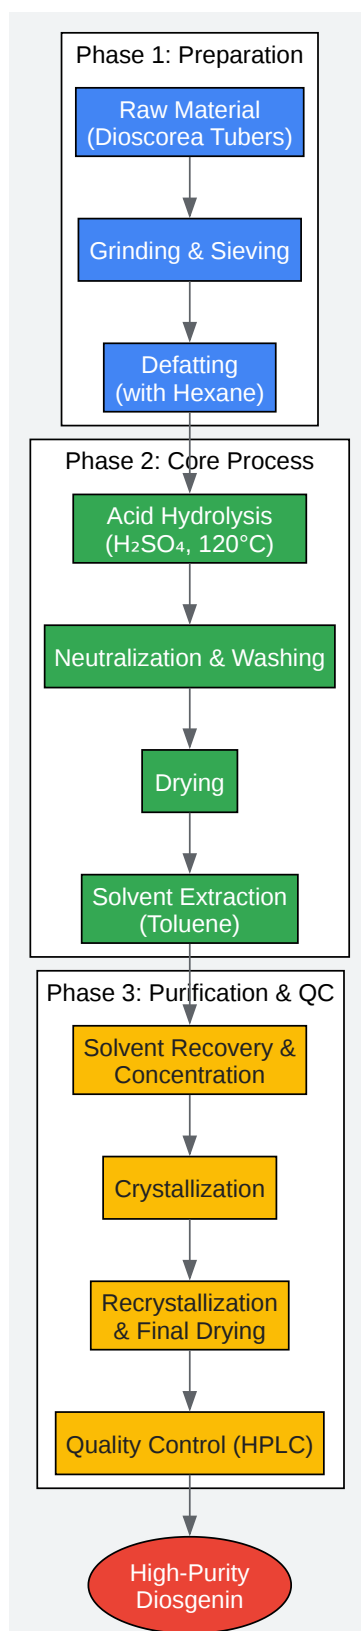 Phase 1: Preparation
Raw Material
(Dioscorea Tubers)
Grinding & Sieving
Defatting
(with Hexane)
Phase 2: Core Process
Acid Hydrolysis
(H₂SO₄, 120°C)
Neutralization & Washing
Drying
Solvent Extraction
(Toluene)
Phase 3: Purification & QC
Solvent Recovery &
Concentration
Crystallization
Recrystallization
& Final Drying
Quality Control (HPLC)
High-Purity
Diosgenin